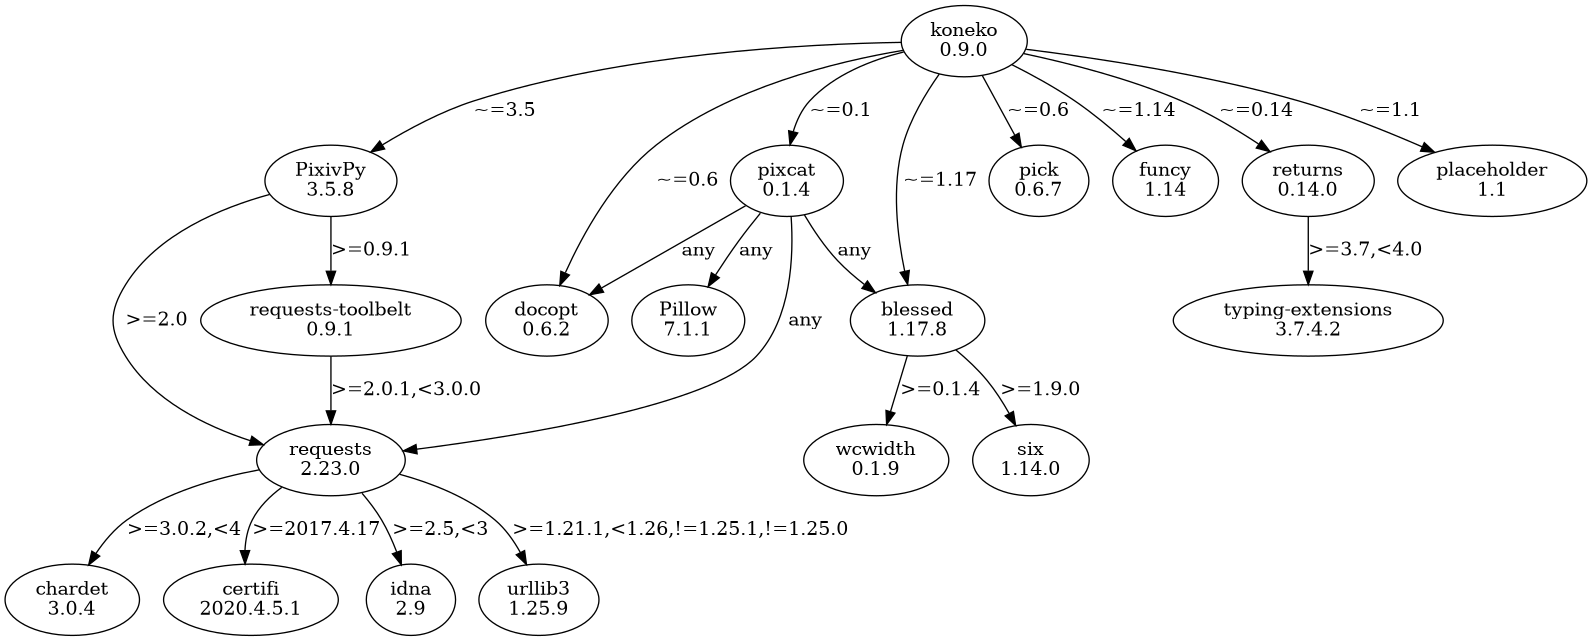 koneko
0.9.0
~=3.5
~=0.1
~=0.6
~=1.14
~=0.14
~=1.1
PixivPy
3.5.8
~=0.6
pixcat
0.1.4
~=1.17
pick
0.6.7
funcy
1.14
returns
0.14.0
placeholder
1.1
>=0.9.1
any
any
any
>=3.7,<4.0
>=2.0
requests-toolbelt
0.9.1
docopt
0.6.2
Pillow
7.1.1
any
blessed
1.17.8
typing-extensions
3.7.4.2
>=2.0.1,<3.0.0
>=0.1.4
>=1.9.0
requests
2.23.0
wcwidth
0.1.9
six
1.14.0
>=3.0.2,<4
>=2017.4.17
>=2.5,<3
>=1.21.1,<1.26,!=1.25.1,!=1.25.0
chardet
3.0.4
certifi
2020.4.5.1
idna
2.9
urllib3
1.25.9